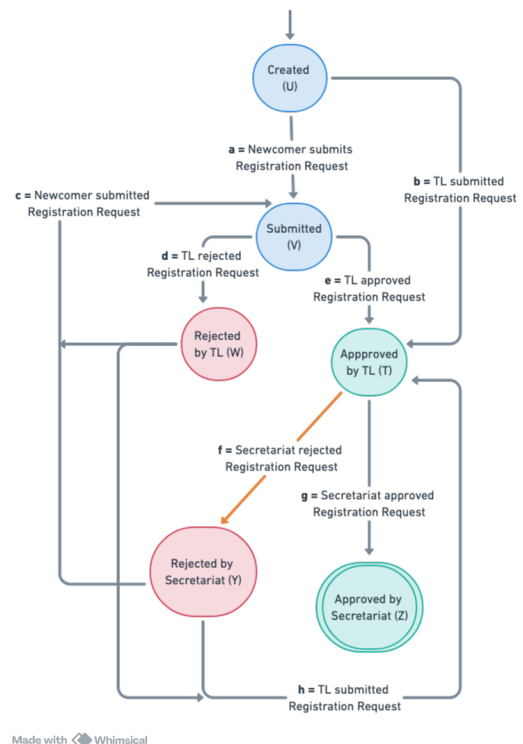 Created
(U)
a = Newcomer submits
Registration Request
c = Newcomer submitted
Registration Request
b = TL submitted
Registration Request
Submitted
(V)
d = TL rejected
Registration Request
e = TL approved
Registration Request
Rejected
by TL (W)
Appproved
by TL (T)
f = Secretariat rejected
Registration Request
g = Secretariat approved
Registration Request
Rejected by
Secretariat (Y)
Approved by
Secretariat (Z)
h = TL submitted
Registration Request
Made with Whimsical